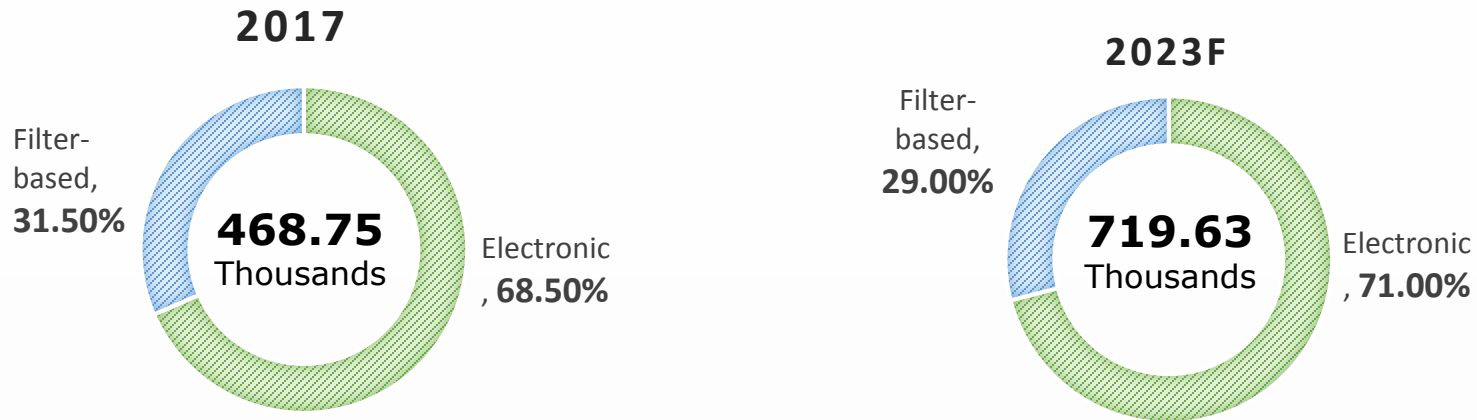 2017
Filter-
based,
31.50%
468.75
Thousands
Electronic
, 68.50%
2023F
Filter-
based,
29.00%
719.63
Thousands
Electronic
, 71.00%